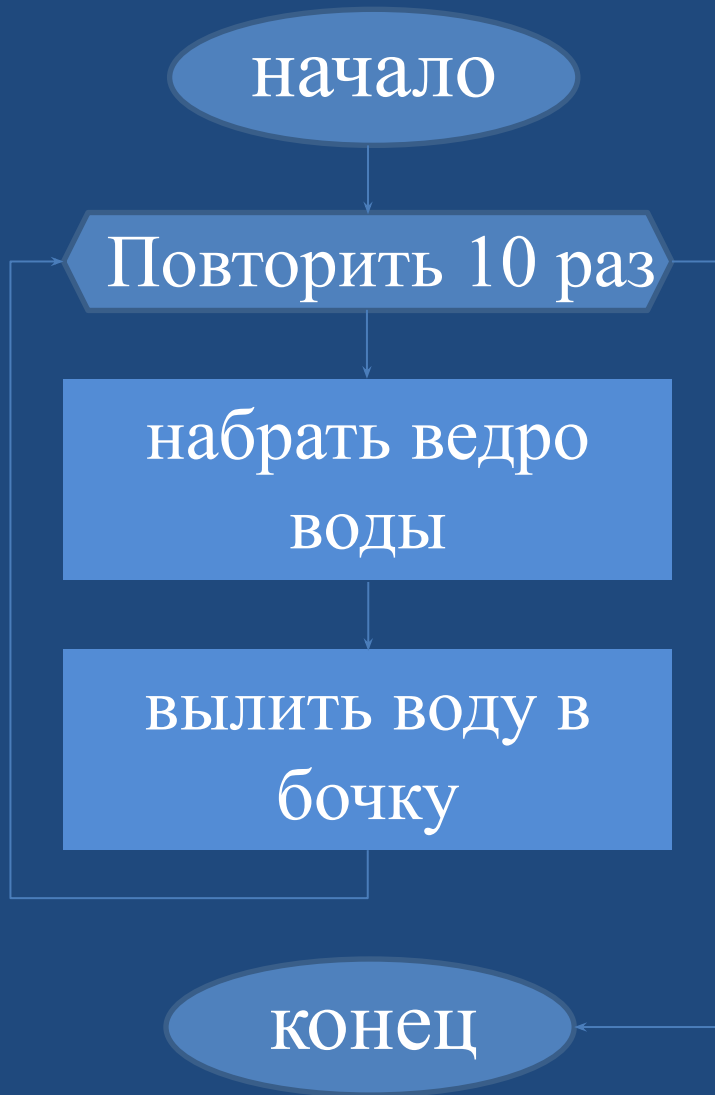 начало
Повторить 10 раз
набрать ведро
воды
вылить воду в
бочку
конец